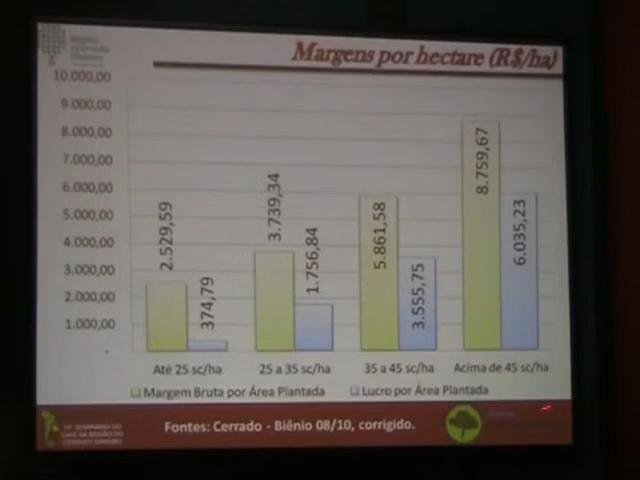 Margens por hectare (R$/ha)
10.000,00
9.000,00
8.000,00
7.000,00
6.000,00
5.000,00
4.000,00
3.000,00
2.000,00
1.000,00
-
2.529,59
374,79
3.739,34
1.756,84
5.861,58
3.555,75
8.759,67
6.035,23
Até 25 sc/ha
25 a 35 sc/ha
35 a 45 sc/ha
Acima de 45 sc/ha
Margem Bruta por Área Plantada
Lucro por Área Plantada
Fontes: Cerrado - Biênio 08/10, corrigido.